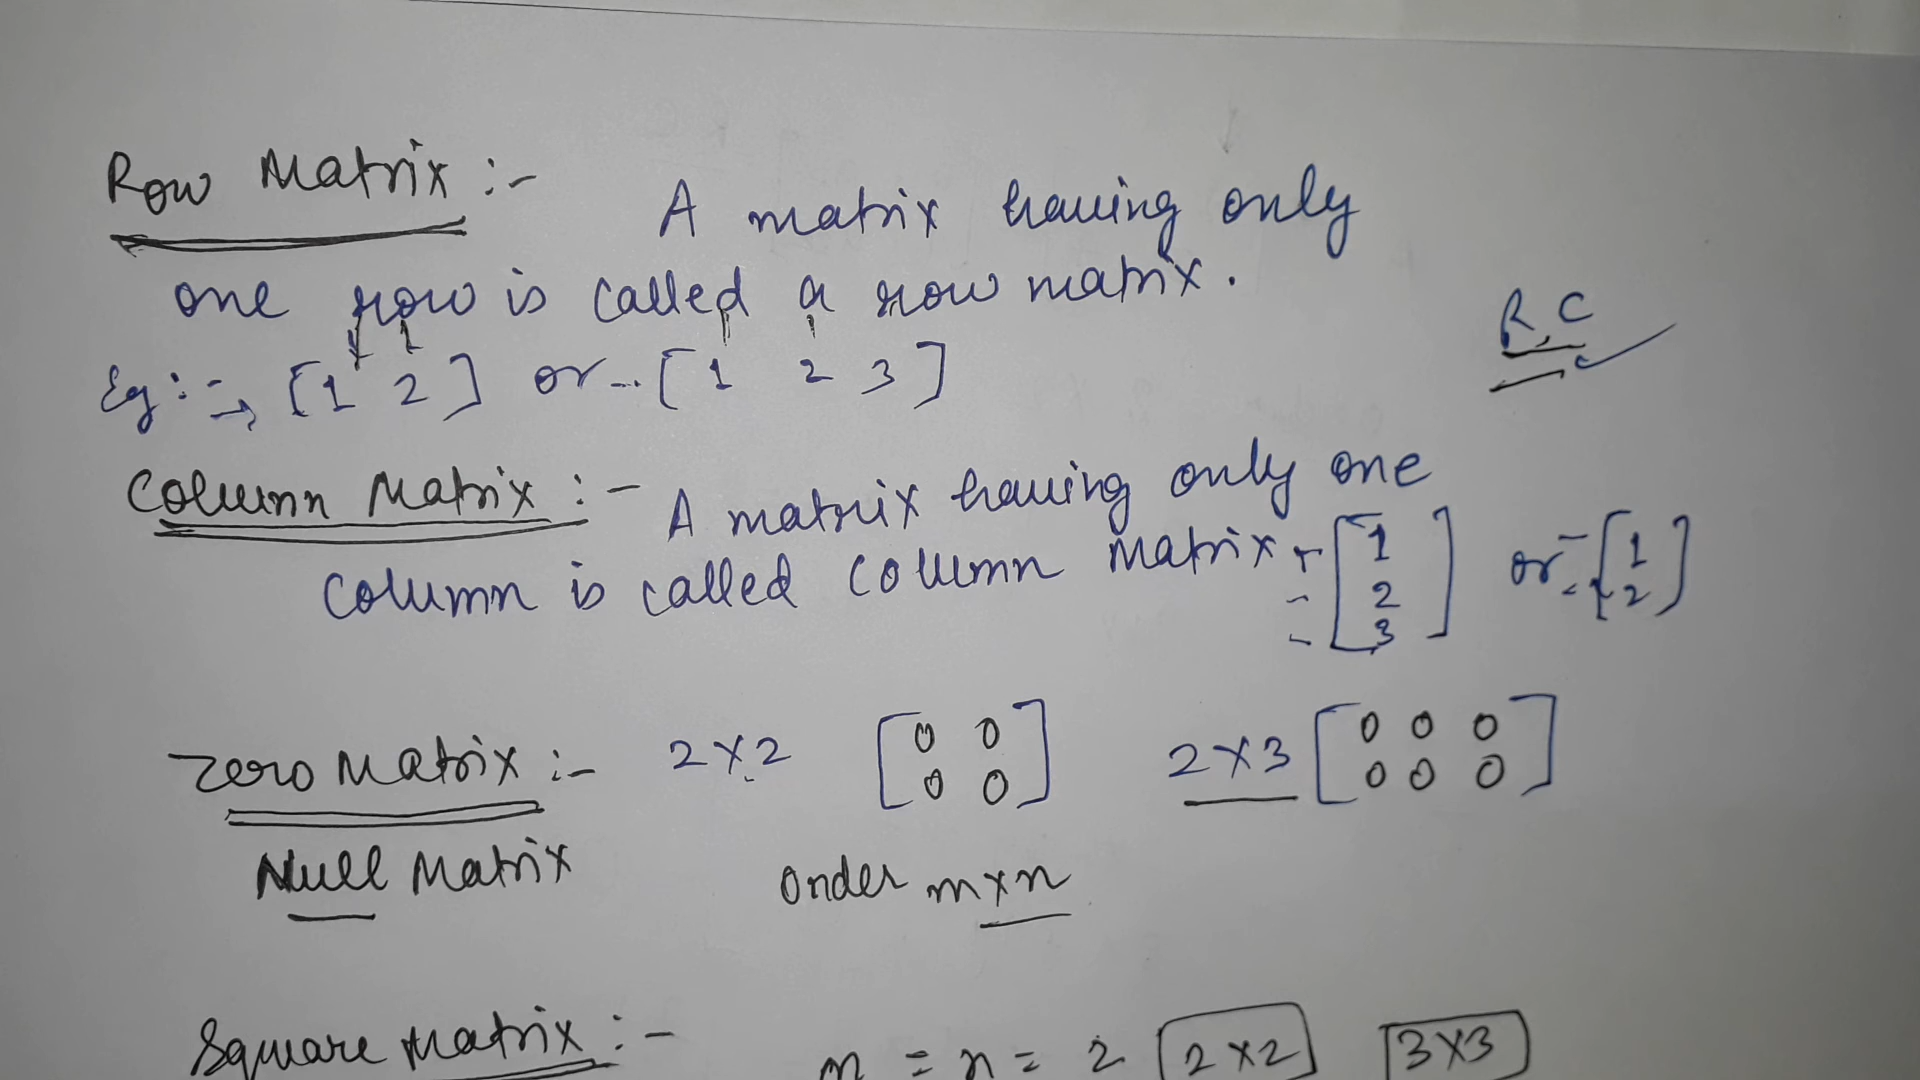 Row Matrix :- A matrix having only
one row is called a row matrix.
R, C
Eg :- → [1 2] or [1 2 3]
Column Matrix :- A matrix having only one
column is called column Matrix [1 2 3] or [1 2]
Zero Matrix :- 2×2 [0 0 0 0] 2×3 [0 0 0 0 0 0]
Null Matrix order m×n
Square Matrix :- m = n = 2 2×2 3×3